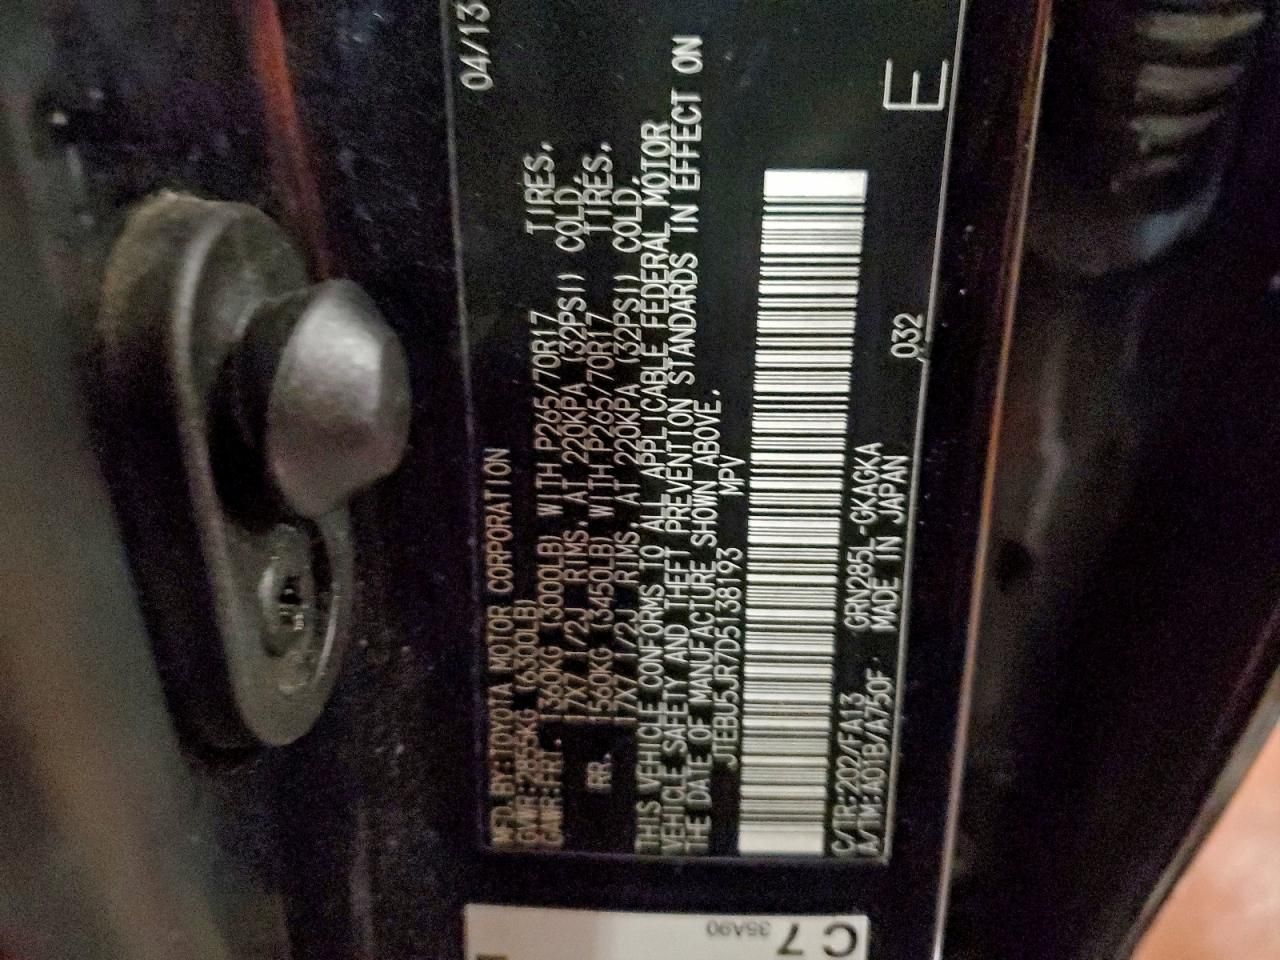 MFD. BY: TOYOTA MOTOR CORPORATION 04/13
GVWR: 2855KG (6300LB)
GAWR: FRT. 1360KG (3000LB) WITH P265/70R17 TIRES,
17X7 1/2J RIMS, AT 220KPA (32PSI) COLD,
RR. 1560KG (3450LB) WITH P265/70R17 TIRES,
17X7 1/2J RIMS, AT 220KPA (32PSI) COLD,
THIS VEHICLE CONFORMS TO ALL APPLICABLE FEDERAL MOTOR
VEHICLE SAFETY AND THEFT PREVENTION STANDARDS IN EFFECT ON
THE DATE OF MANUFACTURE SHOWN ABOVE.
JTEBU5JR7D5138193 MPV
C/TR: 202/FA13 GRN285L-GKAGKA 032 E
A/TM: A01B/A750F MADE IN JAPAN
C 7
35A90